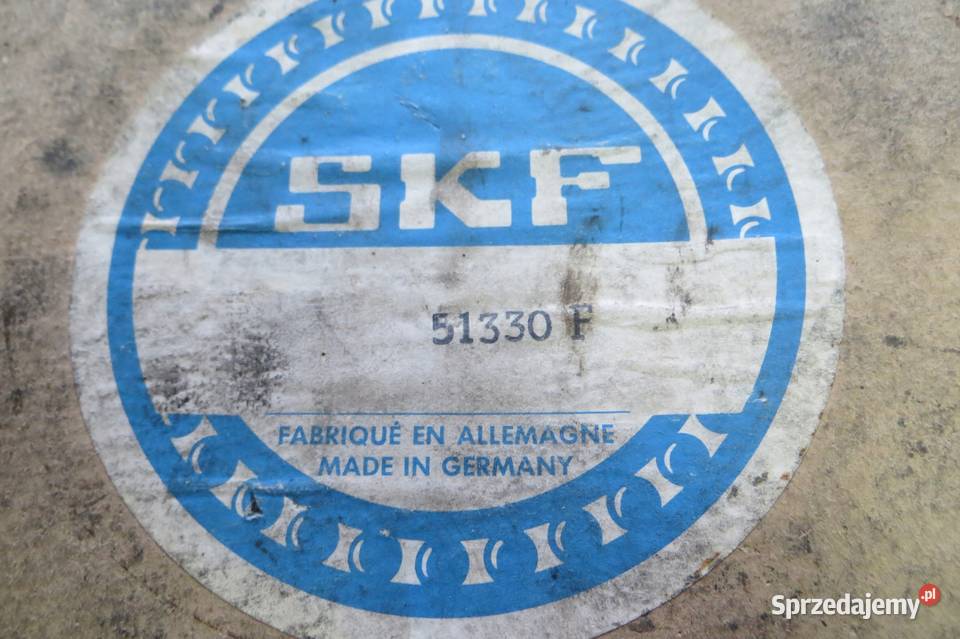 SKF
51330 F
FABRIQUÉ EN ALLEMAGNE
MADE IN GERMANY
Sprzedajemy.pl